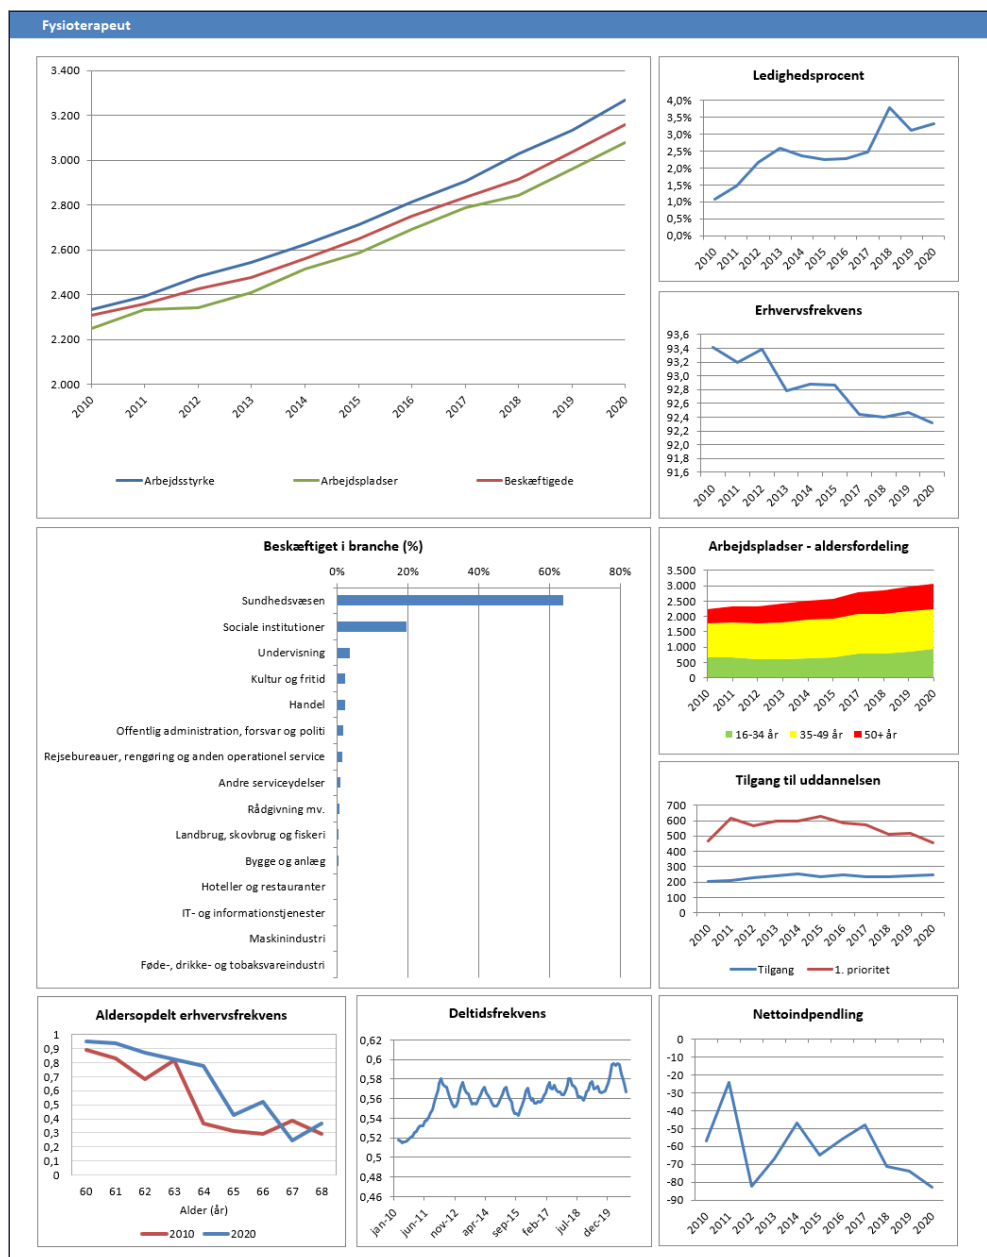 Fysioterapeut
3.400
3.200
3.000
2.800
2.600
2.400
2.200
2.000
2010 2011 2012 2013 2014 2015 2016 2017 2018 2019 2020
Arbejdsstyrke Arbejdspladser Beskæftigede
Ledighedsprocent
4,0%
3,5%
3,0%
2,5%
2,0%
1,5%
1,0%
0,5%
0,0%
2010 2011 2012 2013 2014 2015 2016 2017 2018 2019 2020
Erhvervsfrekvens
93,6
93,4
93,2
93,0
92,8
92,6
92,4
92,2
92,0
91,8
91,6
2010 2011 2012 2013 2014 2015 2016 2017 2018 2019 2020
Beskæftiget i branche (%)
0% 20% 40% 60% 80%
Sundhedsvæsen
Sociale institutioner
Undervisning
Kultur og fritid
Handel
Offentlig administration, forsvar og politi
Rejsebureauer, rengøring og anden operationel service
Andre serviceydelser
Rådgivning mv.
Landbrug, skovbrug og fiskeri
Bygge og anlæg
Hoteller og restauranter
IT- og informationstjenester
Maskinindustri
Føde-, drikke- og tobaksvareindustri
Arbejdspladser - aldersfordeling
3.500
3.000
2.500
2.000
1.500
1.000
500
0
2010 2011 2012 2013 2014 2015 2016 2017 2018 2019 2020
16-34 år 35-49 år 50+ år
Tilgang til uddannelsen
700
600
500
400
300
200
100
0
2010 2011 2012 2013 2014 2015 2016 2017 2018 2019 2020
Tilgang 1. prioritet
Aldersopdelt erhvervsfrekvens
1
0,9
0,8
0,7
0,6
0,5
0,4
0,3
0,2
0,1
0
60 61 62 63 64 65 66 67 68
Alder (år)
2010 2020
Deltidsfrekvens
0,62
0,6
0,58
0,56
0,54
0,52
0,5
0,48
0,46
jan-10 jun-11 nov-12 apr-14 sep-15 feb-17 jul-18 dec-19
Nettoindpendling
0
-10
-20
-30
-40
-50
-60
-70
-80
-90
2010 2011 2012 2013 2014 2015 2016 2017 2018 2019 2020